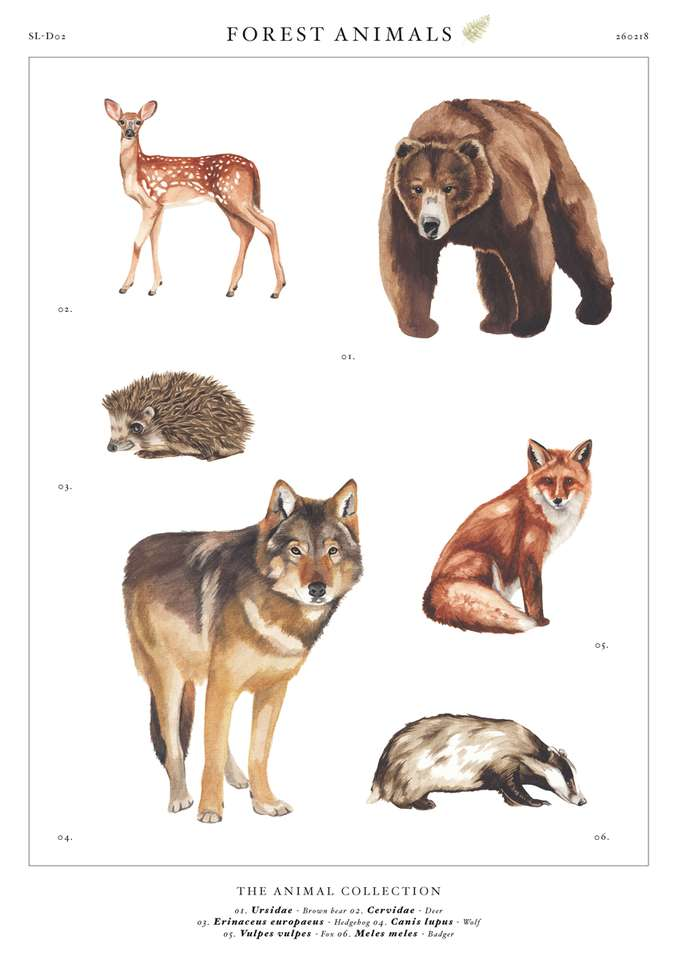 SL-D02
FOREST ANIMALS
260218
02.
01.
03.
05.
04.
06.
THE ANIMAL COLLECTION
01. Ursidae - Brown bear 02. Cervidae - Deer
03. Erinaceus europaeus - Hedgehog 04. Canis lupus - Wolf
05. Vulpes vulpes - Fox 06. Meles meles - Badger